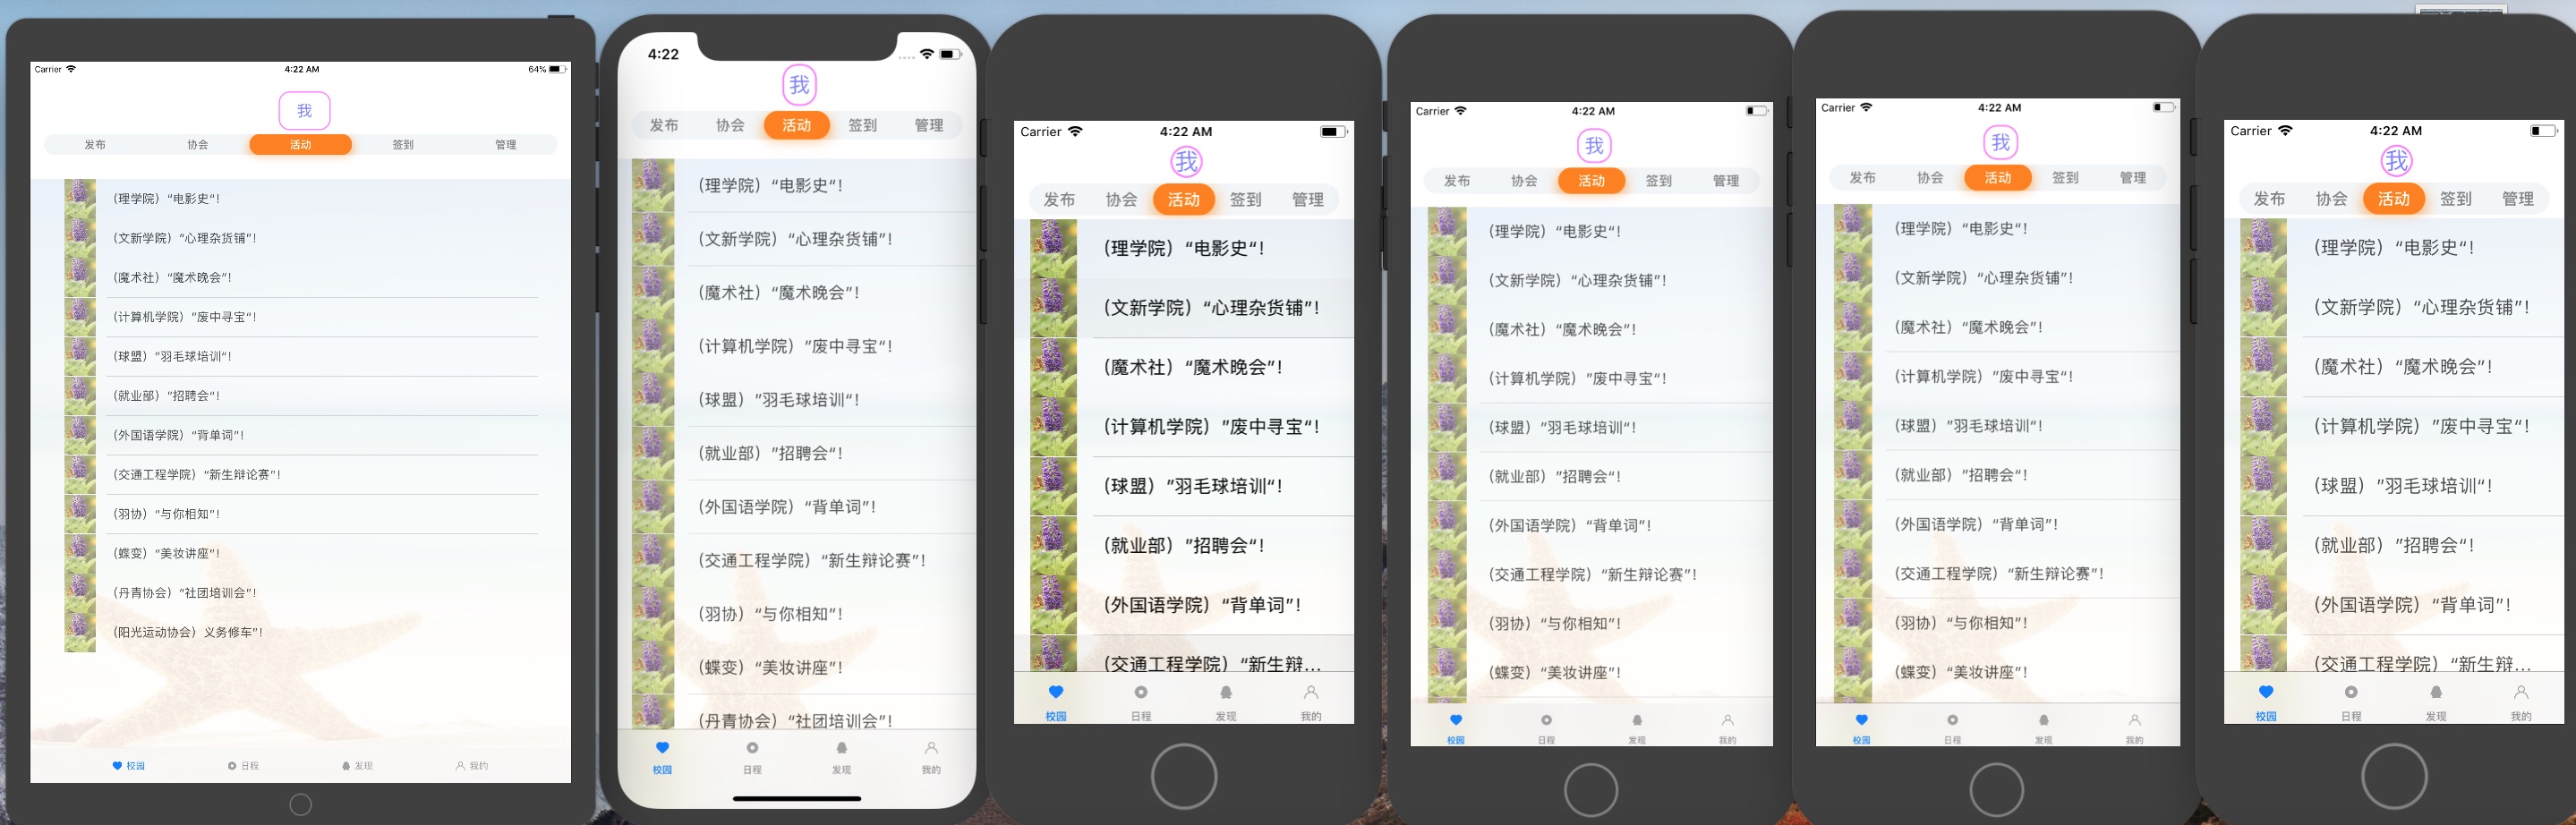 Carrier 4:22 AM 64%
我
发布 协会 活动 签到 管理
(理学院) “电影史“!
(文新学院) “心理杂货铺“!
(魔术社) “魔术晚会”!
(计算机学院) ”废中寻宝“!
(球盟) ”羽毛球培训“!
(就业部) ”招聘会“!
(外国语学院) “背单词”!
(交通工程学院) “新生辩论赛”!
(羽协) “与你相知”!
(蝶变) “美妆讲座”!
(丹青协会) “社团培训会”!
(阳光运动协会) 义务修车”!
校园 日程 发现 我的
4:22
我
发布 协会 活动 签到 管理
(理学院) “电影史“!
(文新学院) “心理杂货铺“!
(魔术社) “魔术晚会”!
(计算机学院) ”废中寻宝“!
(球盟) ”羽毛球培训“!
(就业部) ”招聘会“!
(外国语学院) “背单词”!
(交通工程学院) “新生辩论赛”!
(羽协) “与你相知”!
(蝶变) “美妆讲座”!
(丹青协会) “社团培训会”!
校园 日程 发现 我的
Carrier 4:22 AM
我
发布 协会 活动 签到 管理
(理学院) “电影史“!
(文新学院) “心理杂货铺“!
(魔术社) “魔术晚会”!
(计算机学院) ”废中寻宝“!
(球盟) ”羽毛球培训“!
(就业部) ”招聘会“!
(外国语学院) “背单词”!
(交通工程学院) “新生辩...
校园 日程 发现 我的
Carrier 4:22 AM
我
发布 协会 活动 签到 管理
(理学院) “电影史“!
(文新学院) “心理杂货铺“!
(魔术社) “魔术晚会”!
(计算机学院) ”废中寻宝“!
(球盟) ”羽毛球培训“!
(就业部) ”招聘会“!
(外国语学院) “背单词”!
(交通工程学院) “新生辩论赛”!
(羽协) “与你相知”!
(蝶变) “美妆讲座”!
校园 日程 发现 我的
Carrier 4:22 AM
我
发布 协会 活动 签到 管理
(理学院) “电影史“!
(文新学院) “心理杂货铺“!
(魔术社) “魔术晚会”!
(计算机学院) ”废中寻宝“!
(球盟) ”羽毛球培训“!
(就业部) ”招聘会“!
(外国语学院) “背单词”!
(交通工程学院) “新生辩论赛”!
(羽协) “与你相知”!
(蝶变) “美妆讲座”!
校园 日程 发现 我的
Carrier 4:22 AM
我
发布 协会 活动 签到 管理
(理学院) “电影史“!
(文新学院) “心理杂货铺“!
(魔术社) “魔术晚会”!
(计算机学院) ”废中寻宝“!
(球盟) ”羽毛球培训“!
(就业部) ”招聘会“!
(外国语学院) “背单词”!
(交通工程学院) “新生辩...
校园 日程 发现 我的